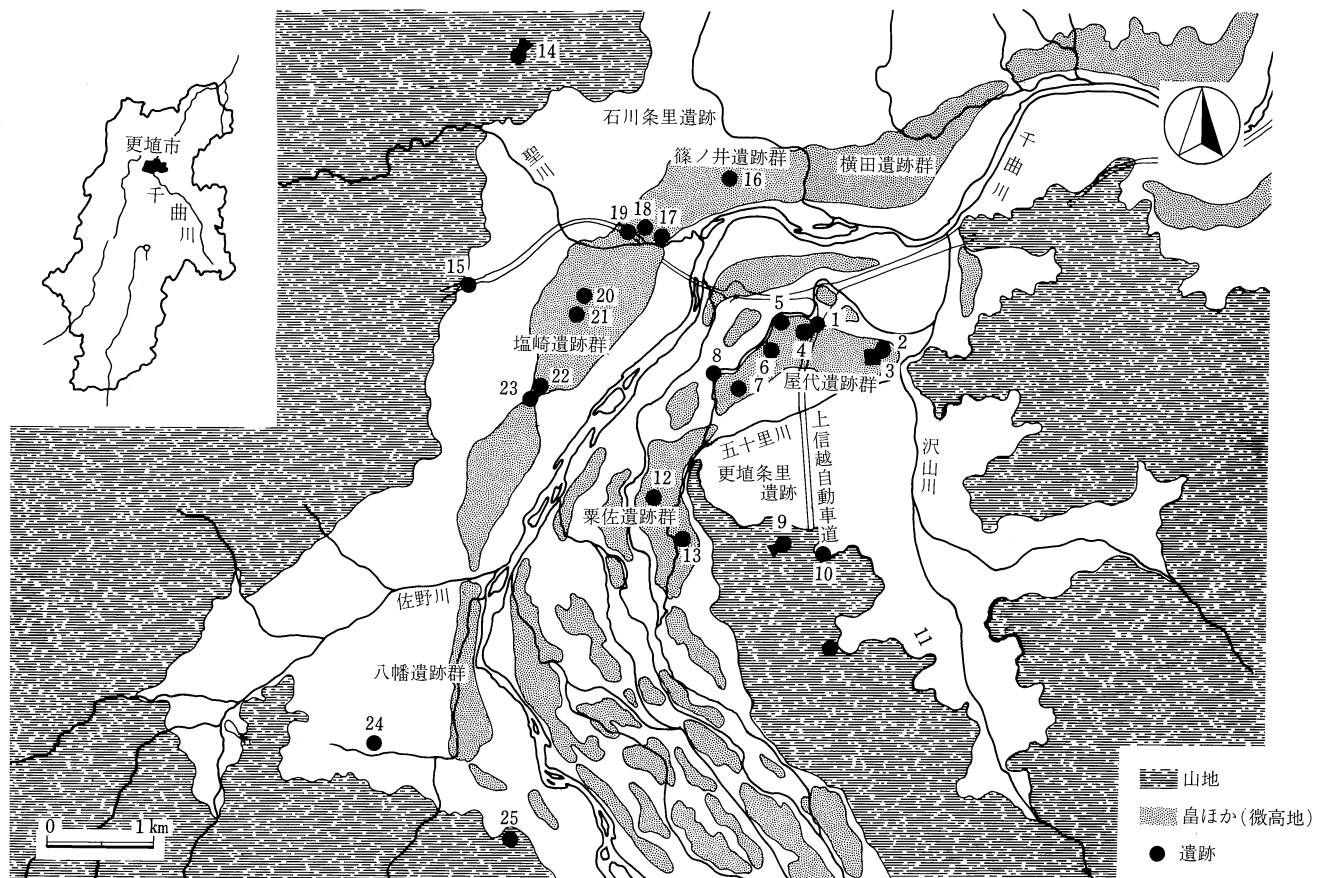 更埴市
千曲川
14
石川条里遺跡
聖川
篠ノ井遺跡群
16
横田遺跡群
千曲川
19
18
17
15
20
21
塩崎遺跡群
22
23
5
1
2
4
3
6
8
7
屋代遺跡群
五十里川
上信越自動車道
沢山川
更埴条里
遺跡
12
粟佐遺跡群
13
9
10
11
佐野川
八幡遺跡群
24
25
0 1 km
山地
畠ほか(微高地)
遺跡